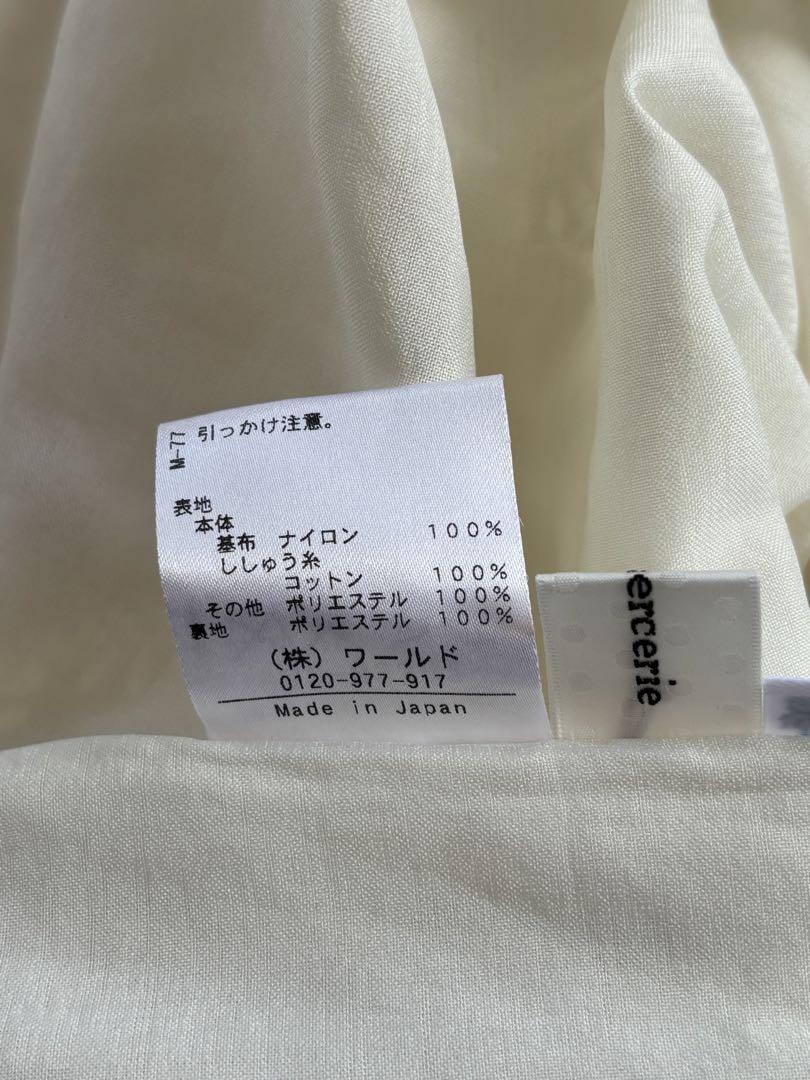 M-77 引っかけ注意。
表地
本体
基布 ナイロン 100%
ししゅう糸
コットン 100%
その他 ポリエステル 100%
裏地 ポリエステル 100%
(株)ワールド
0120-977-917
Made in Japan
ercerie